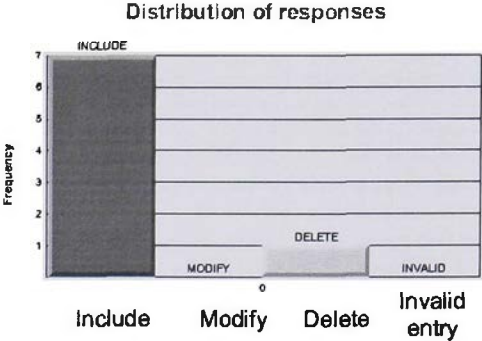 Distribution of responses
INCLUDE
7
6
5
4
3
2
1
Frequency
DELETE
MODIFY
INVALID
0
Include
Modify
Delete
Invalid
entry